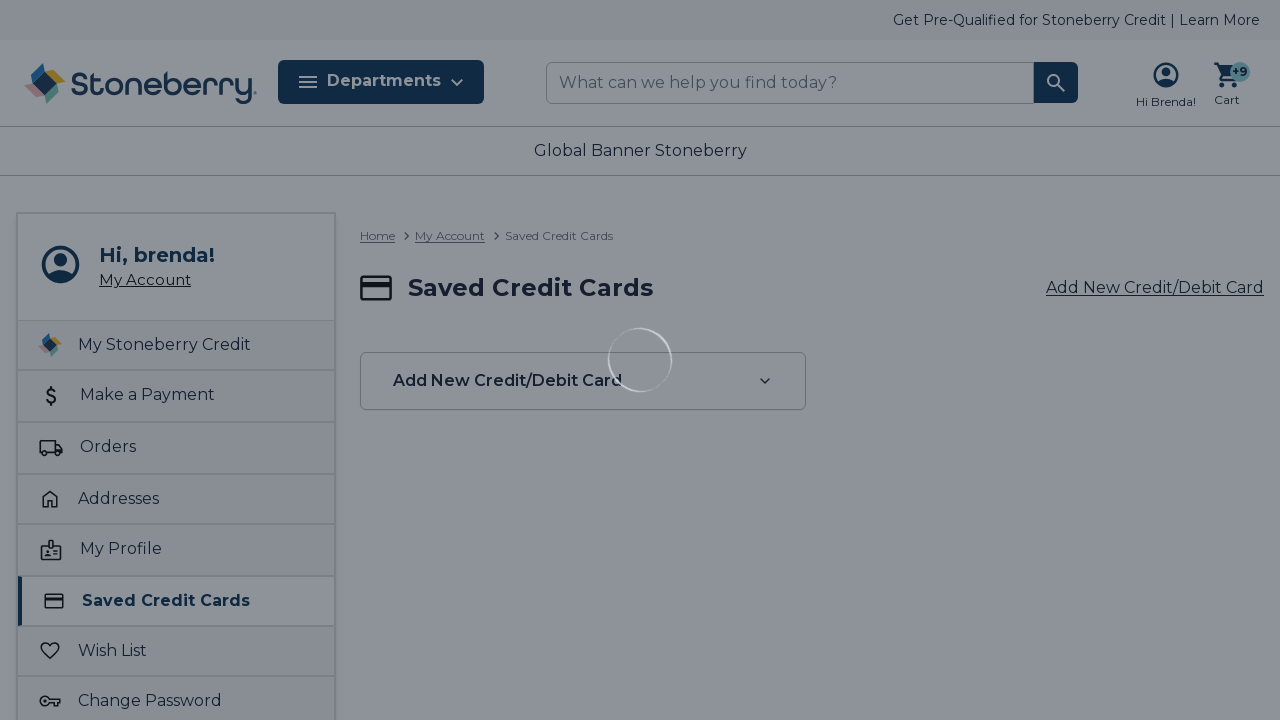 Get Pre-Qualified for Stoneberry Credit | Learn More
Stoneberry
Departments
What can we help you find today?
Hi Brenda!
+9
Cart
Global Banner Stoneberry
Hi, brenda!
My Account
My Stoneberry Credit
Make a Payment
Orders
Addresses
My Profile
Saved Credit Cards
Wish List
Change Password
Home > My Account > Saved Credit Cards
Saved Credit Cards
Add New Credit/Debit Card
Add New Credit/Debit Card